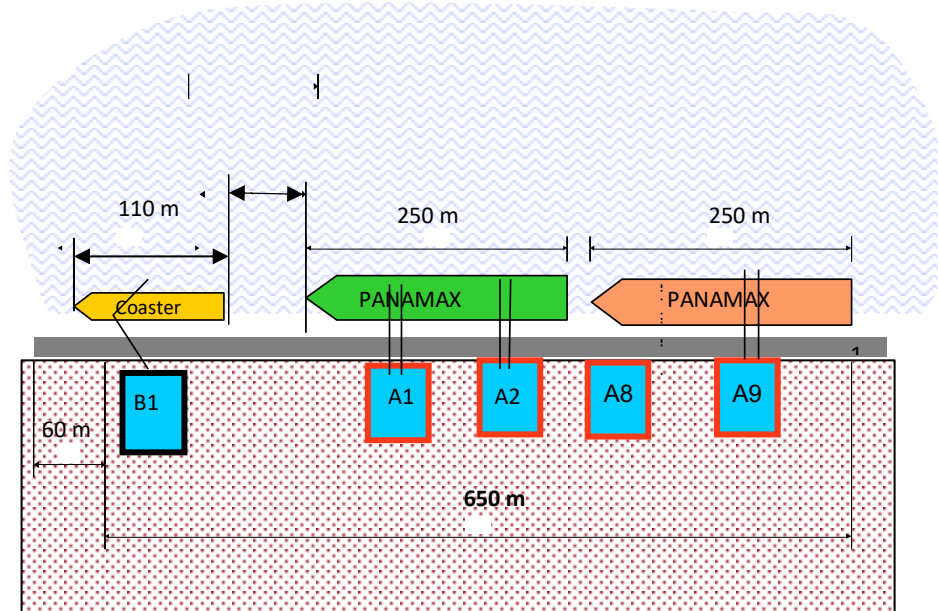 110 m
250 m
250 m
Coaster
PANAMAX
PANAMAX
1
B1
A1
A2
A8
A9
60 m
650 m